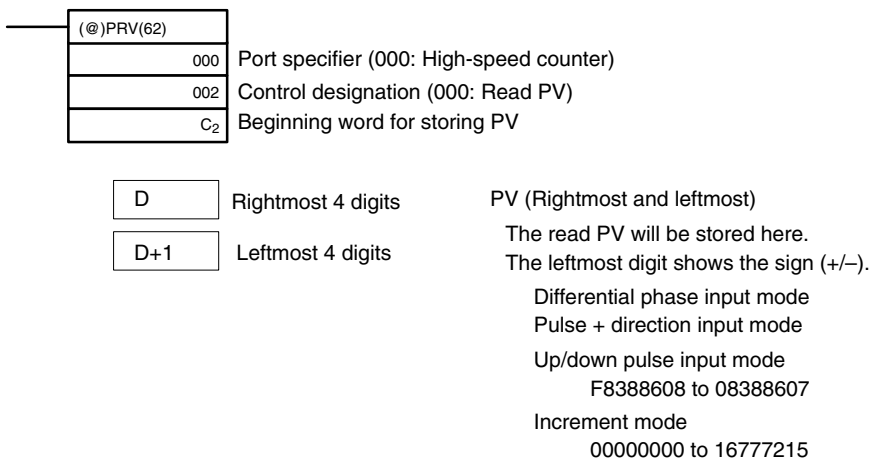 (@)PRV(62)
000 Port specifier (000: High-speed counter)
002 Control designation (000: Read PV)
C2 Beginning word for storing PV
D Rightmost 4 digits
D+1 Leftmost 4 digits
PV (Rightmost and leftmost)
The read PV will be stored here.
The leftmost digit shows the sign (+/–).
Differential phase input mode
Pulse + direction input mode
Up/down pulse input mode
F8388608 to 08388607
Increment mode
00000000 to 16777215